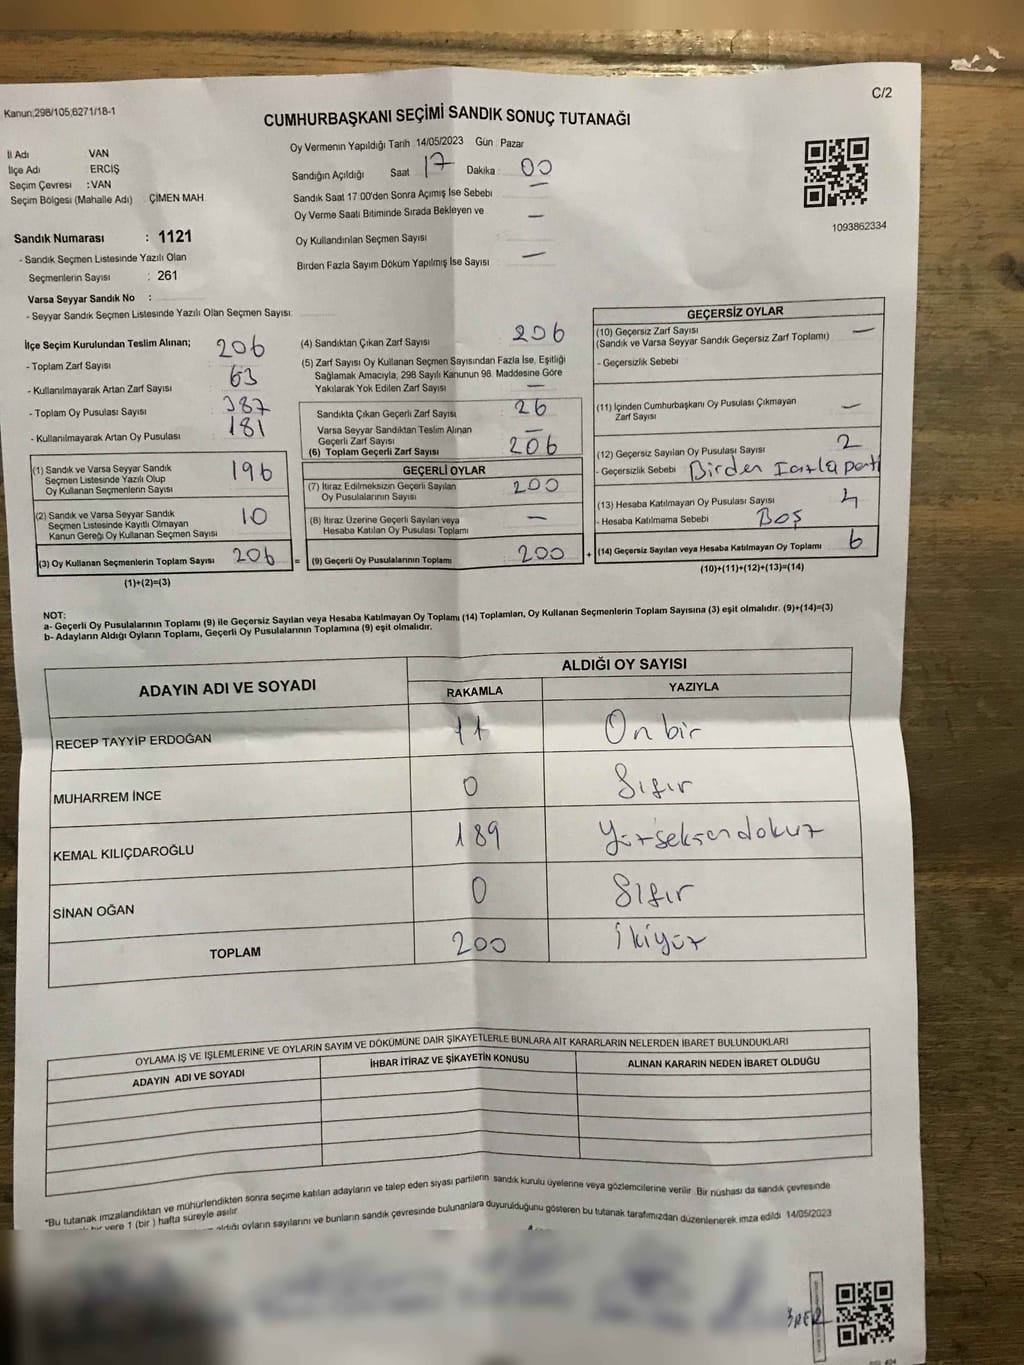 C/2
Kanun;298/105;6271/18-1
CUMHURBAŞKANI SEÇİMİ SANDIK SONUÇ TUTANAĞI
İl Adı VAN
İlçe Adı ERCİŞ
Seçim Çevresi :VAN
Seçim Bölgesi (Mahalle Adı) : ÇİMEN MAH.
Sandık Numarası : 1121
- Sandık Seçmen Listesinde Yazılı Olan
Seçmenlerin Sayısı : 261
Varsa Seyyar Sandık No :
- Seyyar Sandık Seçmen Listesinde Yazılı Olan Seçmen Sayısı:
Oy Vermenin Yapıldığı Tarih 14/05/2023 Gün : Pazar
Sandığın Açıldığı Saat 17 Dakika : 00
Sandık Saat 17:00'den Sonra Açımış İse Sebebi —
Oy Verme Saati Bitiminde Sırada Bekleyen ve —
Oy Kullandırılan Seçmen Sayısı
Birden Fazla Sayım Döküm Yapılmış İse Sayısı —
1093862334
İlçe Seçim Kurulundan Teslim Alınan;
- Toplam Zarf Sayısı 206
- Kullanılmayarak Artan Zarf Sayısı 63
- Toplam Oy Pusulası Sayısı 387
- Kullanılmayarak Artan Oy Pusulası 181
(1) Sandık ve Varsa Seyyar Sandık
Seçmen Listesinde Yazılı Olup
Oy Kullanan Seçmenlerin Sayısı 196
(2) Sandık ve Varsa Seyyar Sandık
Seçmen Listesinde Kayıtlı Olmayan
Kanun Gereği Oy Kullanan Seçmen Sayısı 10
(3) Oy Kullanan Seçmenlerin Toplam Sayısı 206 =
(1)+(2)=(3)
(4) Sandıktan Çıkan Zarf Sayısı 206
(5) Zarf Sayısı Oy Kullanan Seçmen Sayısından Fazla İse, Eşitliği
Sağlamak Amacıyla; 298 Sayılı Kanunun 98. Maddesine Göre
Yakılarak Yok Edilen Zarf Sayısı —
Sandıkta Çıkan Geçerli Zarf Sayısı 26
Varsa Seyyar Sandıktan Teslim Alınan
Geçerli Zarf Sayısı —
(6) Toplam Geçerli Zarf Sayısı 206
GEÇERLİ OYLAR
(7) İtiraz Edilmeksizin Geçerli Sayılan
Oy Pusulalarının Sayısı 200
(8) İtiraz Üzerine Geçerli Sayılan veya
Hesaba Katılan Oy Pusulası Toplamı —
(9) Geçerli Oy Pusulalarının Toplamı 200 +
GEÇERSİZ OYLAR
(10) Geçersiz Zarf Sayısı —
(Sandık ve Varsa Seyyar Sandık Geçersiz Zarf Toplamı)
- Geçersizlik Sebebi
(11) İçinden Cumhurbaşkanı Oy Pusulası Çıkmayan
Zarf Sayısı —
(12) Geçersiz Sayılan Oy Pusulası Sayısı 2
- Geçersizlik Sebebi Birden Fazla parti
(13) Hesaba Katılmayan Oy Pusulası Sayısı 4
- Hesaba Katılmama Sebebi Boş
(14) Geçersiz Sayılan veya Hesaba Katılmayan Oy Toplamı 6
(10)+(11)+(12)+(13)=(14)
NOT:
a- Geçerli Oy Pusulalarının Toplamı (9) ile Geçersiz Sayılan veya Hesaba Katılmayan Oy Toplamı (14) Toplamları, Oy Kullanan Seçmenlerin Toplam Sayısına (3) eşit olmalıdır. (9)+(14)=(3)
b- Adayların Aldığı Oyların Toplamı, Geçerli Oy Pusulalarının Toplamına (9) eşit olmalıdır.
ADAYIN ADI VE SOYADI
ALDIĞI OY SAYISI
RAKAMLA YAZIYLA
RECEP TAYYİP ERDOĞAN 11 On bir
MUHARREM İNCE 0 Sıfır
KEMAL KILIÇDAROĞLU 189 Yüzseksendokuz
SİNAN OĞAN 0 Sıfır
TOPLAM 200 İkiyüz
OYLAMA İŞ VE İŞLEMLERİNE VE OYLARIN SAYIM VE DÖKÜMÜNE DAİR ŞİKAYETLERLE BUNLARA AİT KARARLARIN NELERDEN İBARET BULUNDUKLARI
ADAYIN ADI VE SOYADI İHBAR İTİRAZ VE ŞİKAYETİN KONUSU ALINAN KARARIN NEDEN İBARET OLDUĞU
"Bu tutanak imzalandıktan ve mühürlendikten sonra seçime katılan adayların ve talep eden siyasi partilerin sandık kurulu üyelerine veya gözlemcilerine verilir. Bir nüshası da sandık çevresinde
bir yere 1 (bir ) hafta süreyle asılır.
aldığı oyların sayılarını ve bunların sandık çevresinde bulunanlara duyurulduğunu gösteren bu tutanak tarafımızdan düzenlenerek imza edildi 14/05/2023